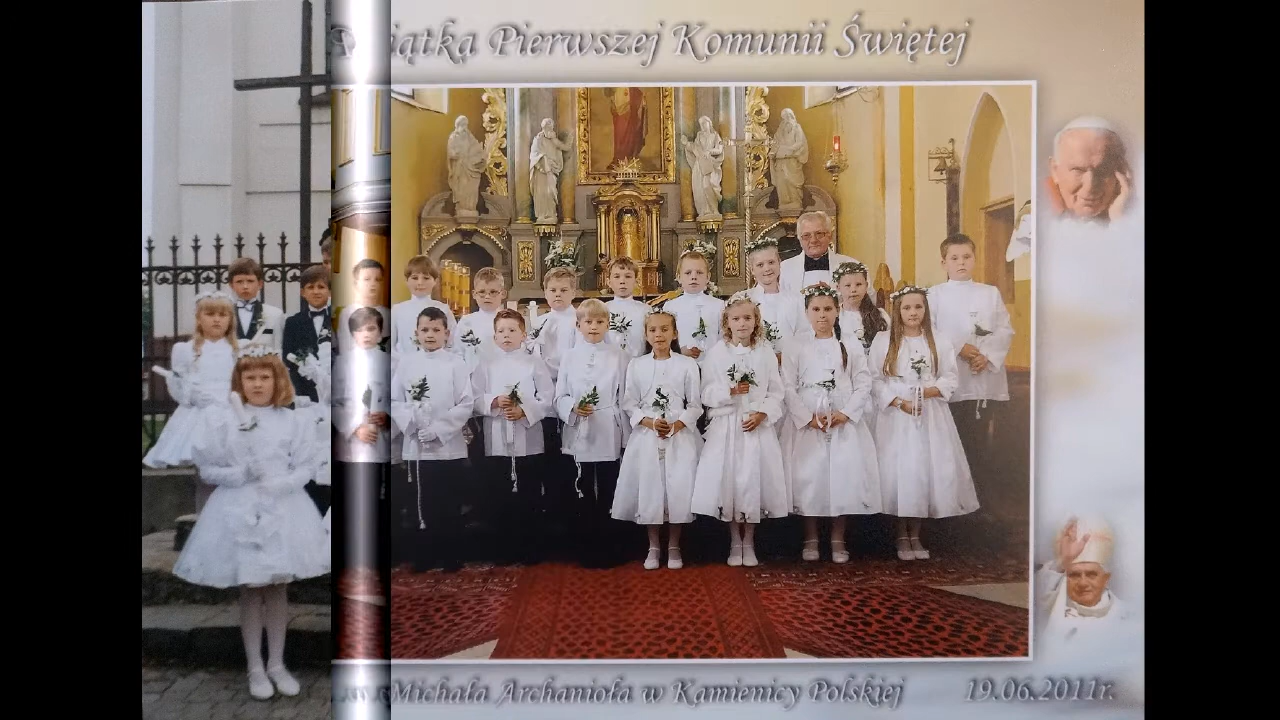 Pierwszej Komunii Świętej
Michała Archanioła w Kamienicy Polskiej 19.06.2011r.